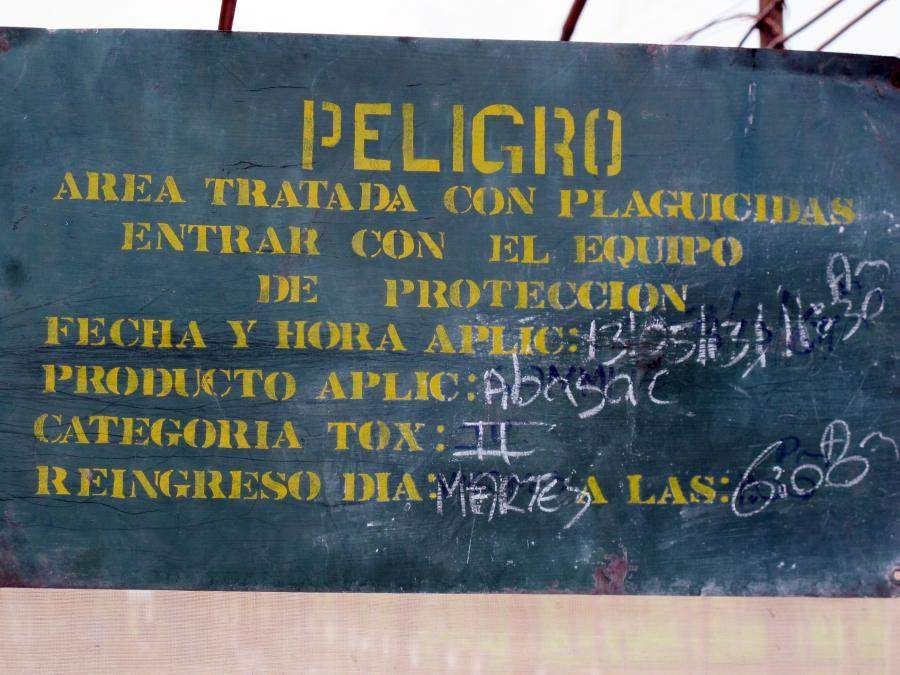 PELIGRO
AREA TRATADA CON PLAGUICIDAS
ENTRAR CON EL EQUIPO
DE PROTECCION
FECHA Y HORA APLIC:
PRODUCTO APLIC:
CATEGORIA TOX: II
REINGRESO DIA: MARTES A LAS: 6:00